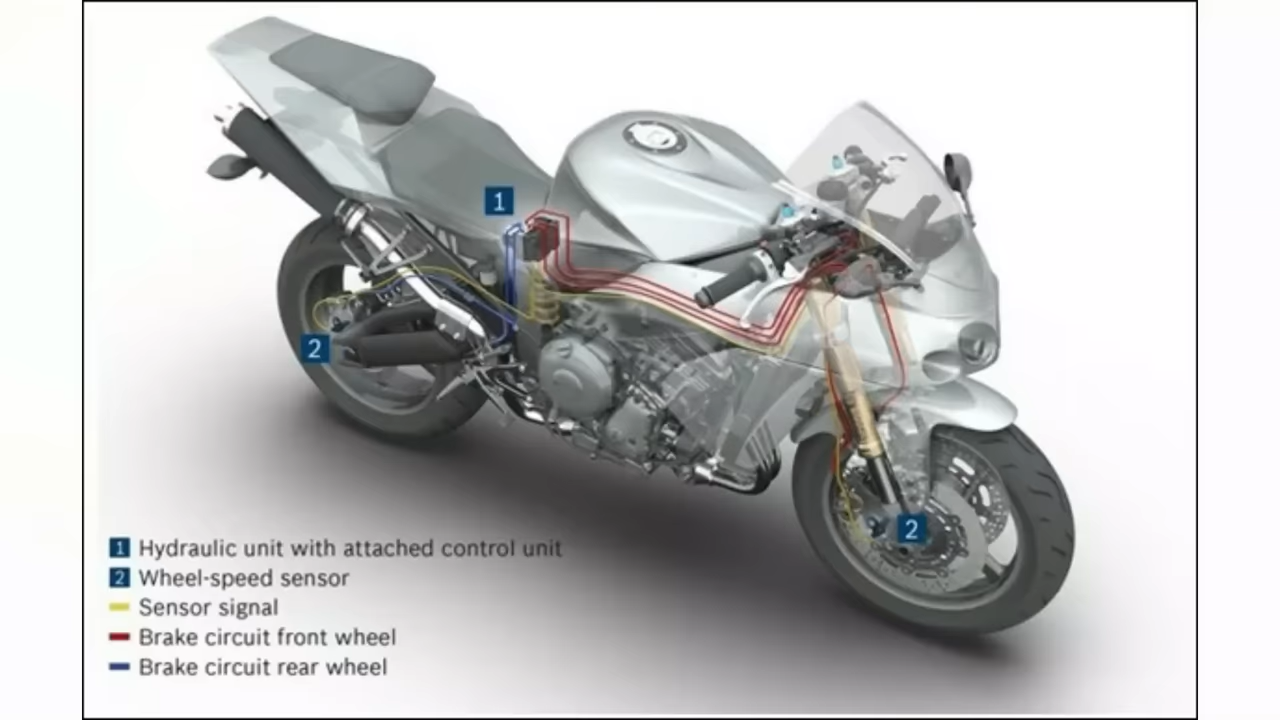 1
2
2
1 Hydraulic unit with attached control unit
2 Wheel-speed sensor
Sensor signal
Brake circuit front wheel
Brake circuit rear wheel